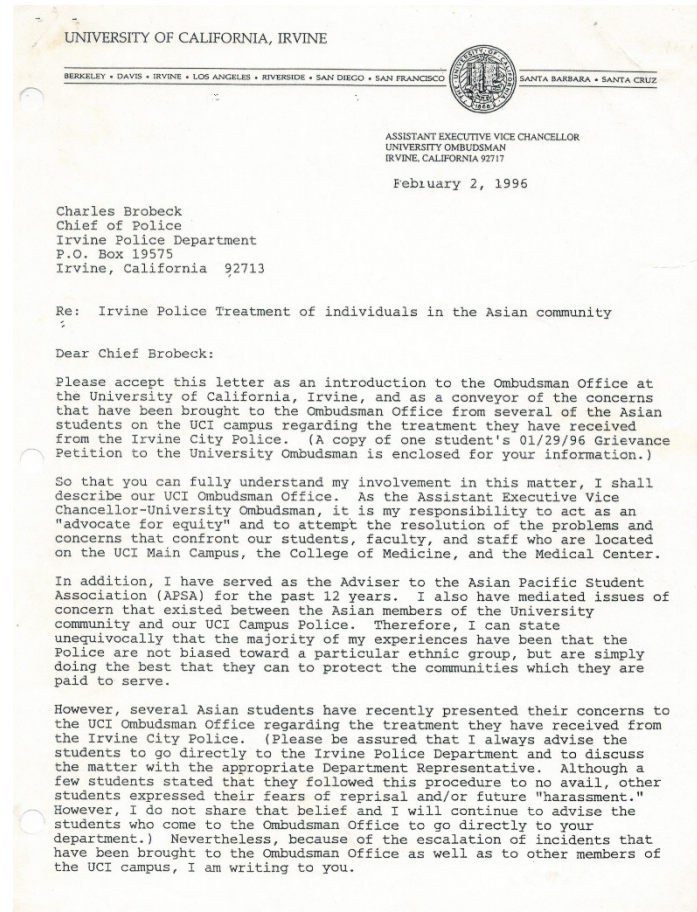 UNIVERSITY OF CALIFORNIA, IRVINE
BERKELEY • DAVIS • IRVINE • LOS ANGELES • RIVERSIDE • SAN DIEGO • SAN FRANCISCO
SANTA BARBARA • SANTA CRUZ
ASSISTANT EXECUTIVE VICE CHANCELLOR
UNIVERSITY OMBUDSMAN
IRVINE, CALIFORNIA 92717
February 2, 1996
Charles Brobeck
Chief of Police
Irvine Police Department
P.O. Box 19575
Irvine, California 92713
Re: Irvine Police Treatment of individuals in the Asian community
Dear Chief Brobeck:
Please accept this letter as an introduction to the Ombudsman Office at
the University of California, Irvine, and as a conveyor of the concerns
that have been brought to the Ombudsman Office from several of the Asian
students on the UCI campus regarding the treatment they have received
from the Irvine City Police. (A copy of one student's 01/29/96 Grievance
Petition to the University Ombudsman is enclosed for your information.)
So that you can fully understand my involvement in this matter, I shall
describe our UCI Ombudsman Office. As the Assistant Executive Vice
Chancellor-University Ombudsman, it is my responsibility to act as an
"advocate for equity" and to attempt the resolution of the problems and
concerns that confront our students, faculty, and staff who are located
on the UCI Main Campus, the College of Medicine, and the Medical Center.
In addition, I have served as the Adviser to the Asian Pacific Student
Association (APSA) for the past 12 years. I also have mediated issues of
concern that existed between the Asian members of the University
community and our UCI Campus Police. Therefore, I can state
unequivocally that the majority of my experiences have been that the
Police are not biased toward a particular ethnic group, but are simply
doing the best that they can to protect the communities which they are
paid to serve.
However, several Asian students have recently presented their concerns to
the UCI Ombudsman Office regarding the treatment they have received from
the Irvine City Police. (Please be assured that I always advise the
students to go directly to the Irvine Police Department and to discuss
the matter with the appropriate Department Representative. Although a
few students stated that they followed this procedure to no avail, other
students expressed their fears of reprisal and/or future "harassment."
However, I do not share that belief and I will continue to advise the
students who come to the Ombudsman Office to go directly to your
department.) Nevertheless, because of the escalation of incidents that
have been brought to the Ombudsman Office as well as to other members of
the UCI campus, I am writing to you.